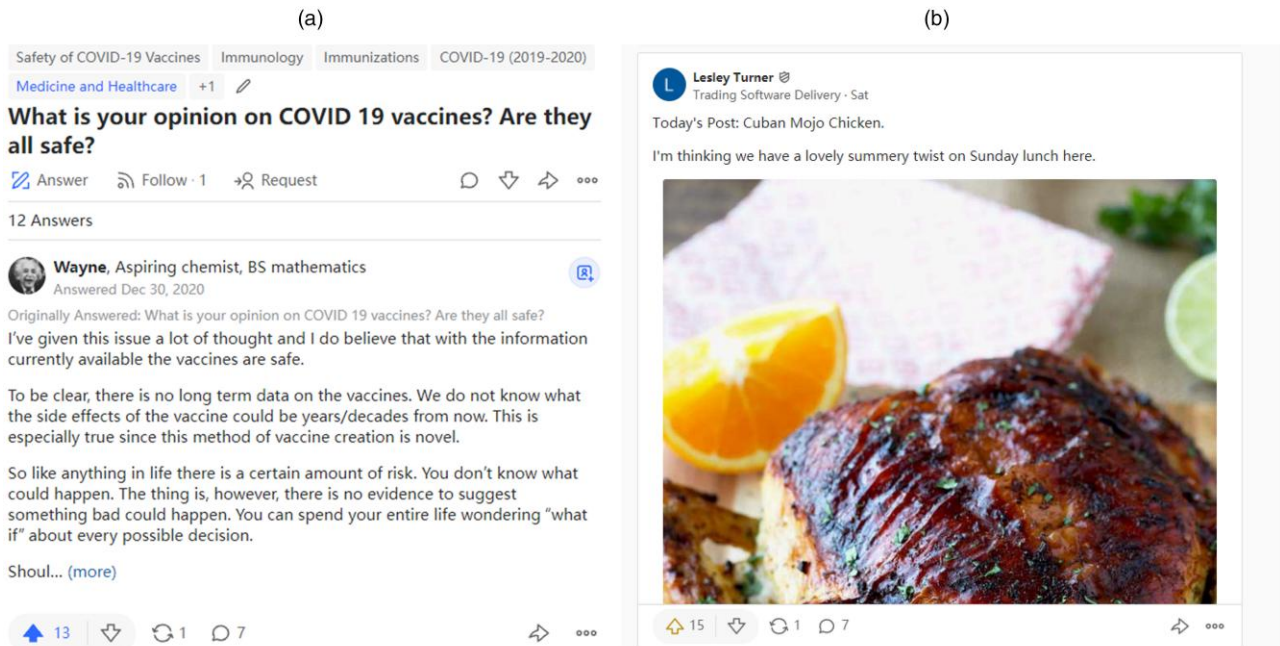 (a)
Safety of COVID-19 Vaccines Immunology Immunizations COVID-19 (2019-2020)
Medicine and Healthcare +1
What is your opinion on COVID 19 vaccines? Are they
all safe?
Answer Follow · 1 Request
12 Answers
Wayne, Aspiring chemist, BS mathematics
Answered Dec 30, 2020
Originally Answered: What is your opinion on COVID 19 vaccines? Are they all safe?
I've given this issue a lot of thought and I do believe that with the information
currently available the vaccines are safe.
To be clear, there is no long term data on the vaccines. We do not know what
the side effects of the vaccine could be years/decades from now. This is
especially true since this method of vaccine creation is novel.
So like anything in life there is a certain amount of risk. You don't know what
could happen. The thing is, however, there is no evidence to suggest
something bad could happen. You can spend your entire life wondering "what
if" about every possible decision.
Shoul... (more)
13 1 7
(b)
L
Lesley Turner
Trading Software Delivery · Sat
Today's Post: Cuban Mojo Chicken.
I'm thinking we have a lovely summery twist on Sunday lunch here.
15 1 7